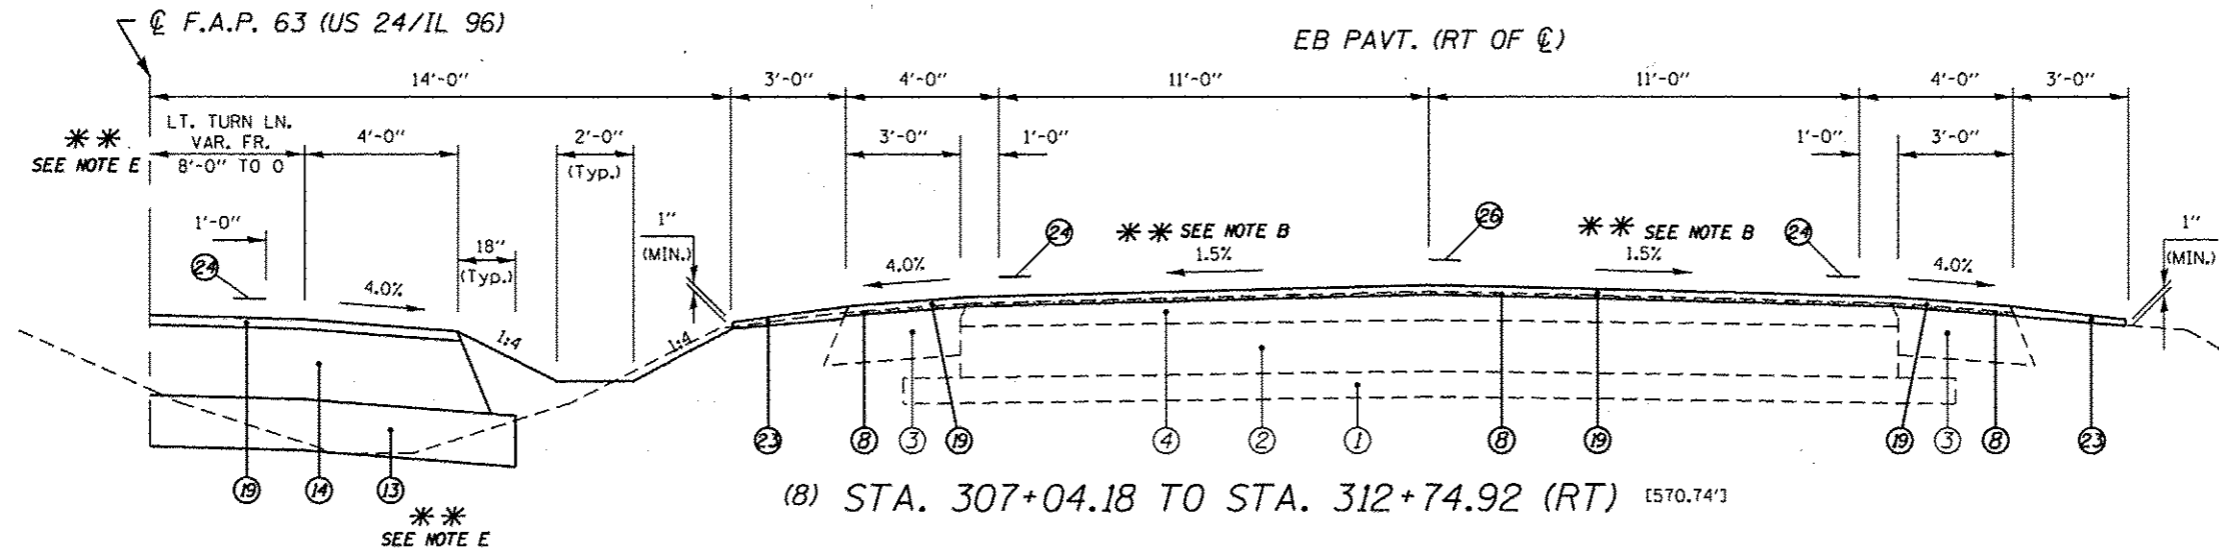 ℄ F.A.P. 63 (US 24/IL 96)
EB PAVT. (RT OF ℄)
14'-0" 3'-0" 4'-0" 11'-0" 11'-0" 4'-0" 3'-0"
** LT. TURN LN.
VAR. FR.
8'-0" TO 0
SEE NOTE E
4'-0" 2'-0" 3'-0" 1'-0" 1'-0" 3'-0"
(Typ.)
1'-0"
24
4.0%
18"
(Typ.)
1:4
1:4
1"
(MIN.)
4.0%
24
** SEE NOTE B
1.5%
26
** SEE NOTE B
1.5%
24
4.0%
1"
(MIN.)
23 8 3 19 4 2 1 8 19 19 3 8 23
19 14 13
**
SEE NOTE E
(8) STA. 307+04.18 TO STA. 312+74.92 (RT) [570.74']